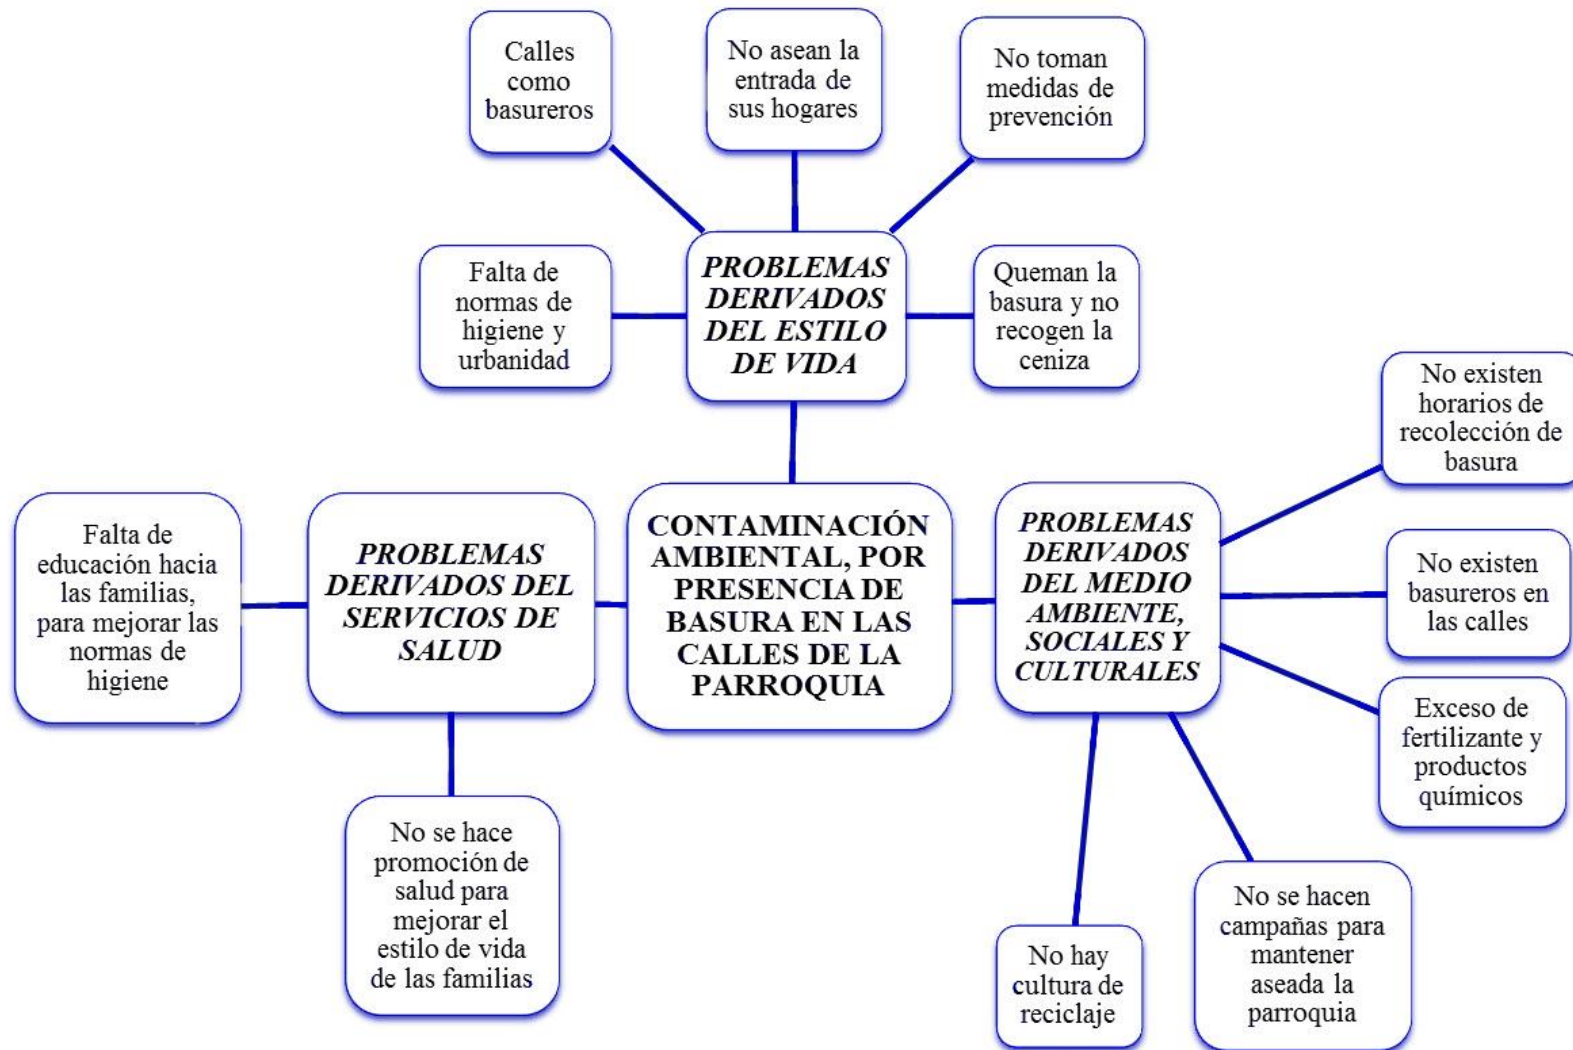 Calles
como
basureros
No asean la
entrada de
sus hogares
No toman
medidas de
prevención
Falta de
normas de
higiene y
urbanidad
PROBLEMAS
DERIVADOS
DEL ESTILO
DE VIDA
Queman la
basura y no
recogen la
ceniza
No existen
horarios de
recolección de
basura
Falta de
educación hacia
las familias,
para mejorar las
normas de
higiene
PROBLEMAS
DERIVADOS DEL
SERVICIOS DE
SALUD
CONTAMINACIÓN
AMBIENTAL, POR
PRESENCIA DE
BASURA EN LAS
CALLES DE LA
PARROQUIA
PROBLEMAS
DERIVADOS
DEL MEDIO
AMBIENTE,
SOCIALES Y
CULTURALES
No existen
basureros en
las calles
Exceso de
fertilizante y
productos
químicos
No se hace
promoción de
salud para
mejorar el
estilo de vida
de las familias
No hay
cultura de
reciclaje
No se hacen
campañas para
mantener
aseada la
parroquia